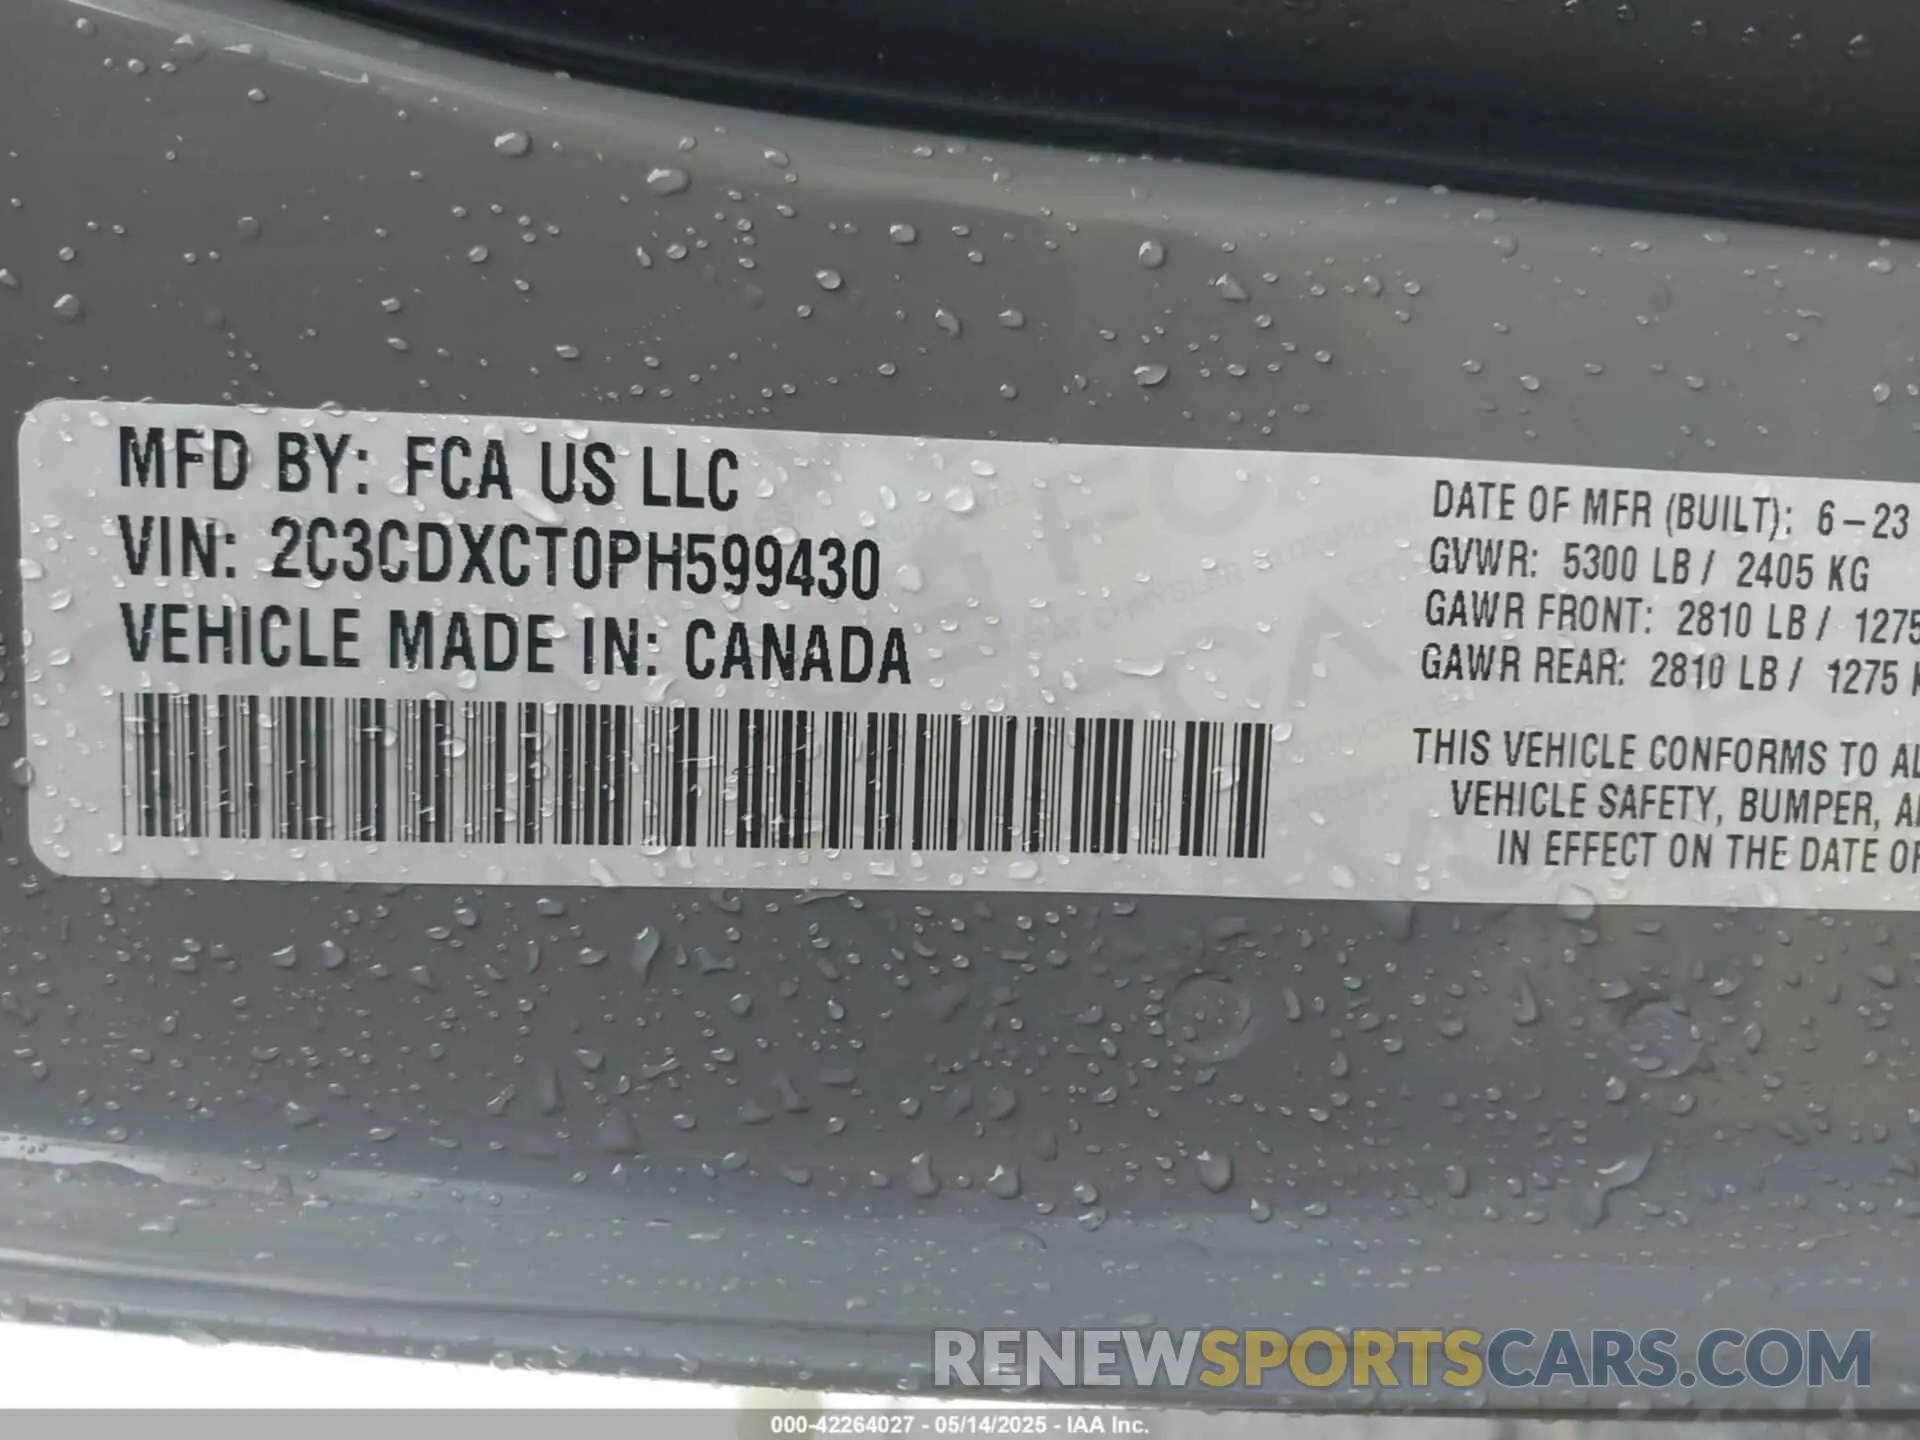 MFD BY: FCA US LLC
VIN: 2C3CDXCT0PH599430
VEHICLE MADE IN: CANADA
DATE OF MFR (BUILT): 6-23
GVWR: 5300 LB / 2405 KG
GAWR FRONT: 2810 LB / 1275
GAWR REAR: 2810 LB / 1275
THIS VEHICLE CONFORMS TO
VEHICLE SAFETY, BUMPER,
IN EFFECT ON THE DATE
RENEWSPORTSCARS.COM
000-42264027 - 05/14/2025 - IAA Inc.